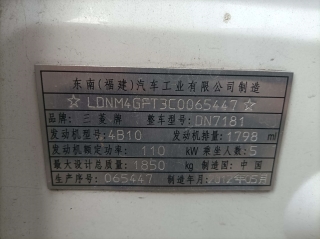 东南(福建)汽车工业有限公司制造
☆LDNM4GPT3C0065447☆
品牌: 三菱牌 整车型号: DN7181
发动机型号: 4B10 发动机排量: 1798 ml
发动机额定功率: 110 kW 乘坐人数: 5
最大设计总质量: 1850 kg 制造国: 中 国
生产序号: 065447 制造年月: